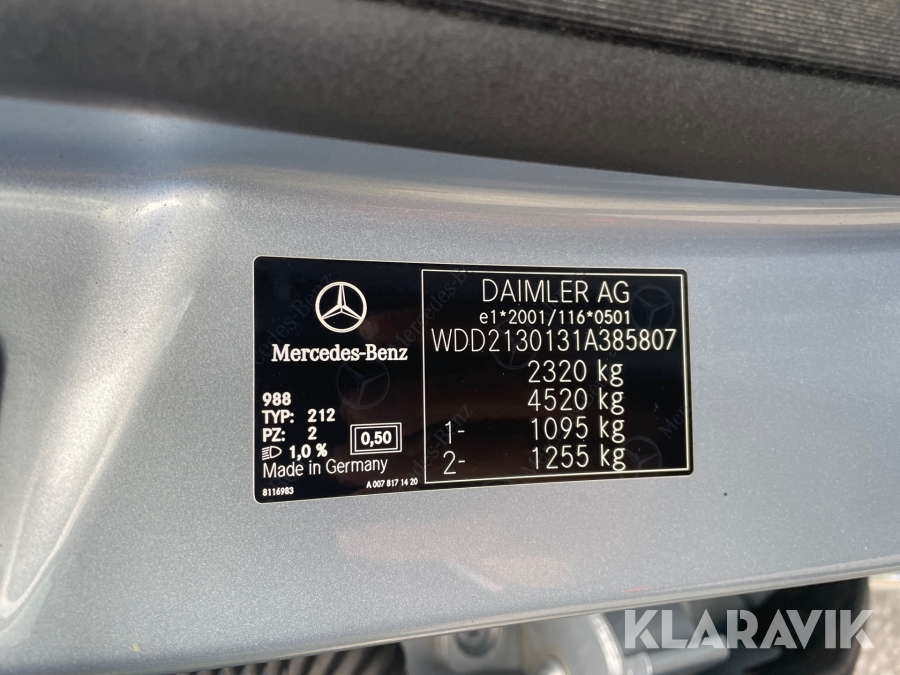 Mercedes-Benz
988
TYP: 212
PZ: 2
1,0 %
0,50
Made in Germany
8116983
A 007 817 14 20
DAIMLER AG
e1*2001/116*0501
WDD2130131A385807
2320 kg
4520 kg
1- 1095 kg
2- 1255 kg
KLARAVIK